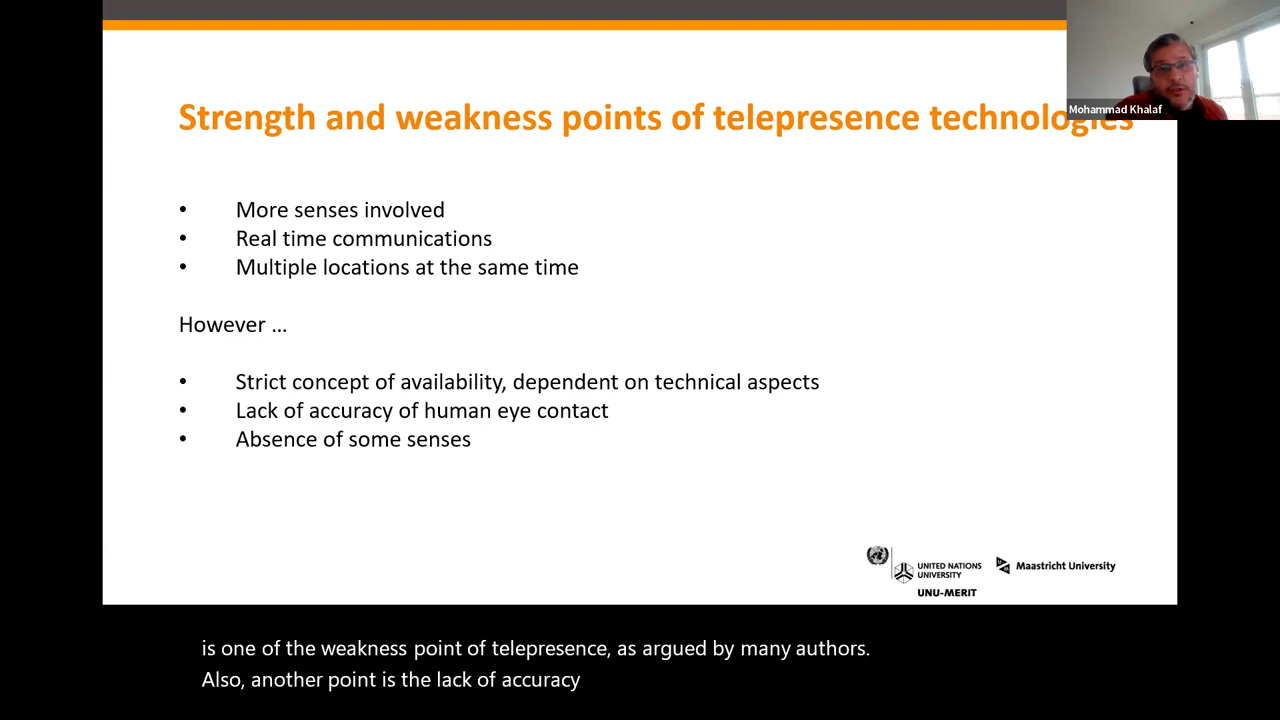 Strength and weakness points of telepresence technologies
Mohammad Khalaf
• More senses involved
• Real time communications
• Multiple locations at the same time
However ...
• Strict concept of availability, dependent on technical aspects
• Lack of accuracy of human eye contact
• Absence of some senses
UNITED NATIONS
UNIVERSITY
UNU-MERIT
Maastricht University
is one of the weakness point of telepresence, as argued by many authors.
Also, another point is the lack of accuracy